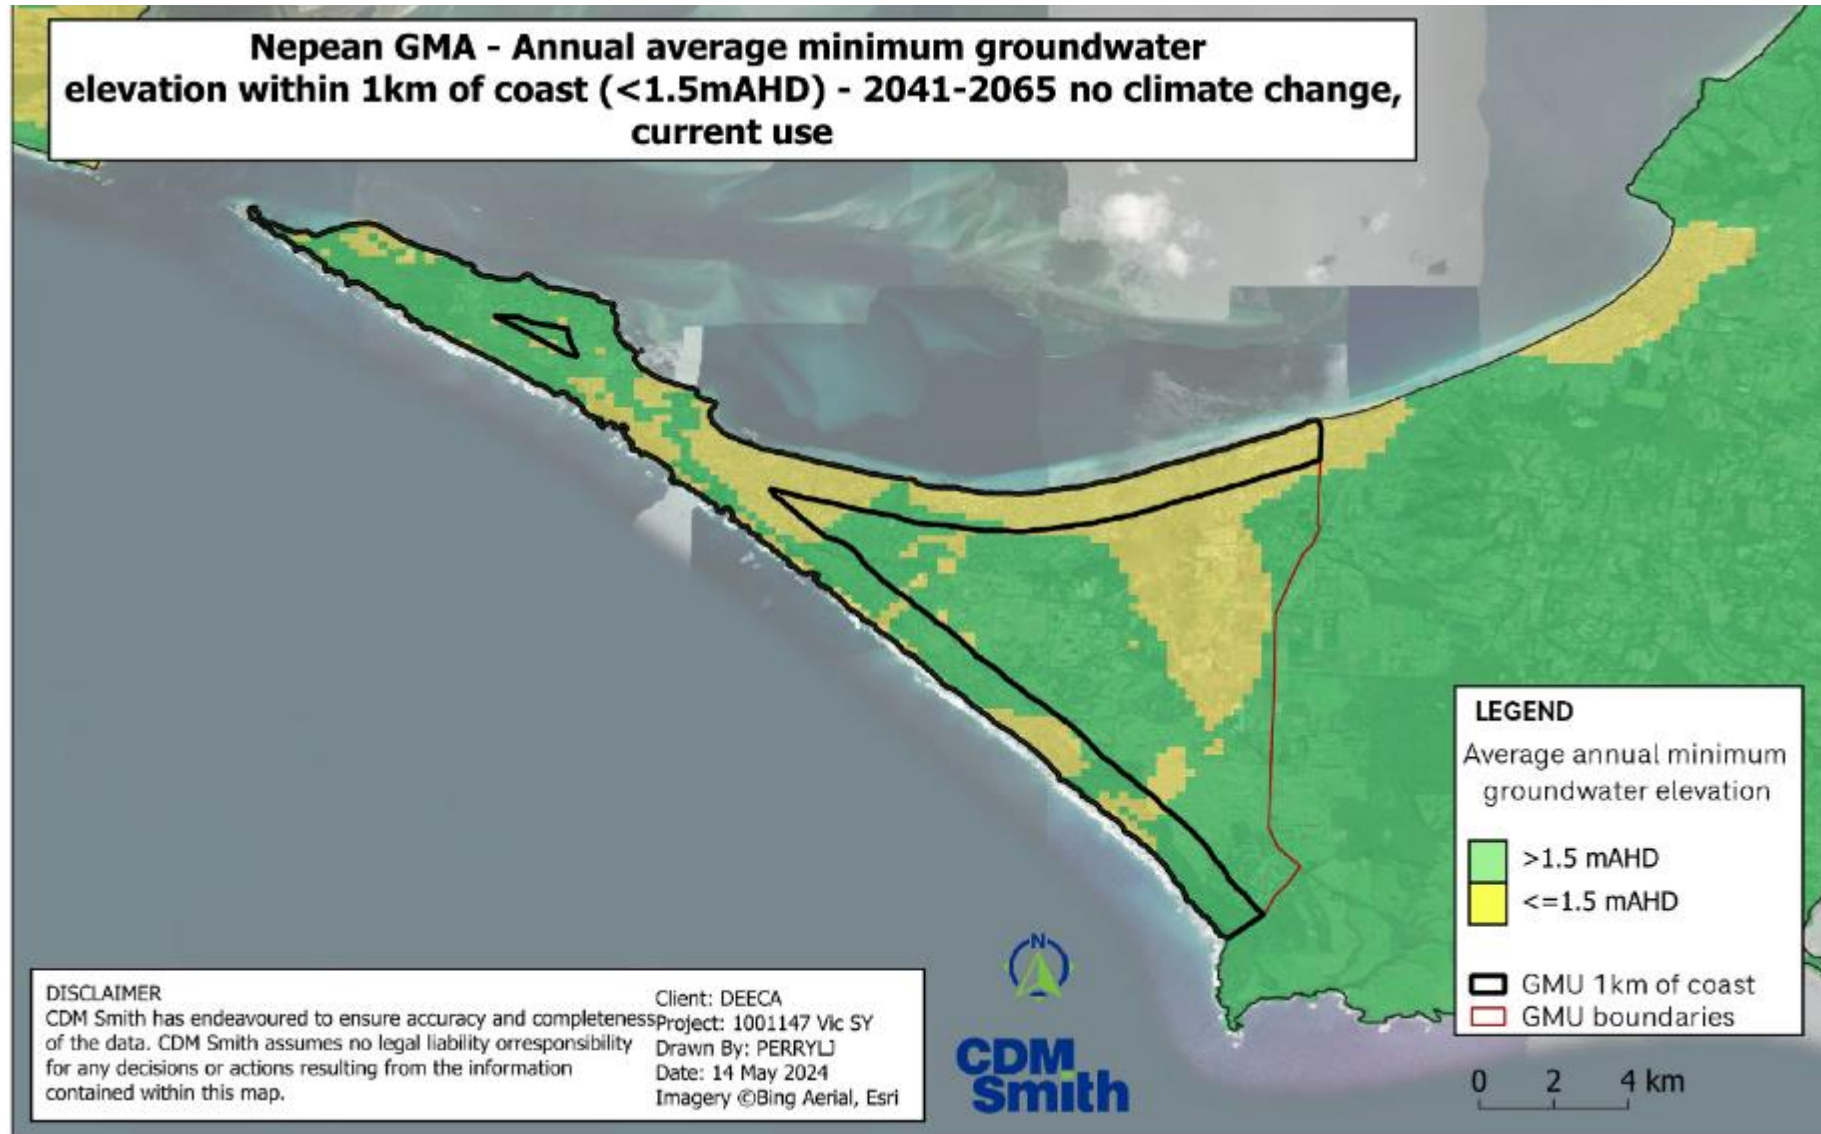 Nepean GMA - Annual average minimum groundwater
elevation within 1km of coast (<1.5mAHD) - 2041-2065 no climate change,
current use
LEGEND
Average annual minimum
groundwater elevation
>1.5 mAHD
<=1.5 mAHD
GMU 1km of coast
GMU boundaries
0 2 4 km
N
CDM
Smith
DISCLAIMER
CDM Smith has endeavoured to ensure accuracy and completeness
of the data. CDM Smith assumes no legal liability orresponsibility
for any decisions or actions resulting from the information
contained within this map.
Client: DEECA
Project: 1001147 Vic SY
Drawn By: PERRYLJ
Date: 14 May 2024
Imagery ©Bing Aerial, Esri